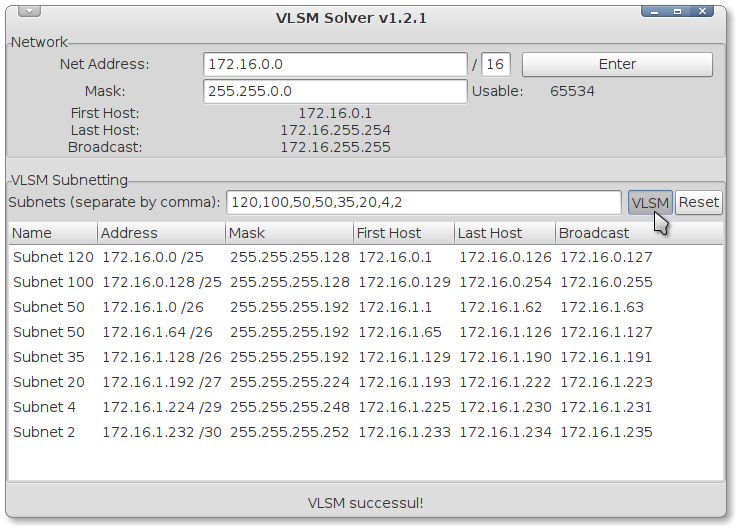 VLSM Solver v1.2.1
Network
Net Address: 172.16.0.0 / 16 Enter
Mask: 255.255.0.0 Usable: 65534
First Host: 172.16.0.1
Last Host: 172.16.255.254
Broadcast: 172.16.255.255
VLSM Subnetting
Subnets (separate by comma): 120,100,50,50,35,20,4,2 VLSM Reset
Name Address Mask First Host Last Host Broadcast
Subnet 120 172.16.0.0 /25 255.255.255.128 172.16.0.1 172.16.0.126 172.16.0.127
Subnet 100 172.16.0.128 /25 255.255.255.128 172.16.0.129 172.16.0.254 172.16.0.255
Subnet 50 172.16.1.0 /26 255.255.255.192 172.16.1.1 172.16.1.62 172.16.1.63
Subnet 50 172.16.1.64 /26 255.255.255.192 172.16.1.65 172.16.1.126 172.16.1.127
Subnet 35 172.16.1.128 /26 255.255.255.192 172.16.1.129 172.16.1.190 172.16.1.191
Subnet 20 172.16.1.192 /27 255.255.255.224 172.16.1.193 172.16.1.222 172.16.1.223
Subnet 4 172.16.1.224 /29 255.255.255.248 172.16.1.225 172.16.1.230 172.16.1.231
Subnet 2 172.16.1.232 /30 255.255.255.252 172.16.1.233 172.16.1.234 172.16.1.235
VLSM successul!